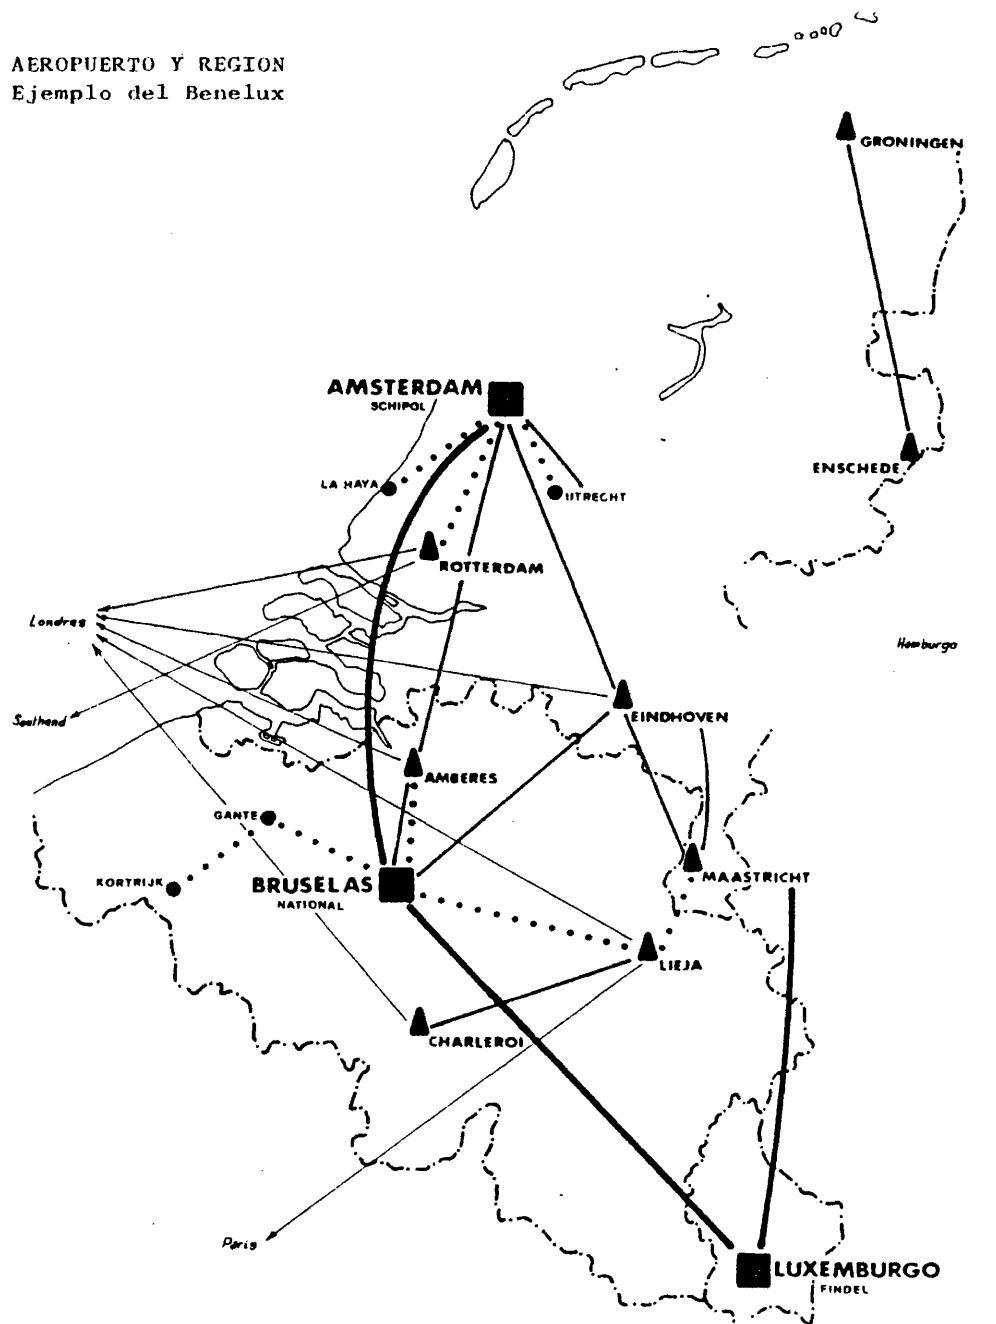 AEROPUERTO Y REGION
Ejemplo del Benelux
GRONINGEN
AMSTERDAM
SCHIPOL
ENSCHEDE
LA HAYA
UTRECHT
ROTTERDAM
Londres
Hamburgo
Southend
EINDHOVEN
AMBERES
GANTE
KORTRIJK
BRUSELAS
NATIONAL
MAASTRICHT
LIEJA
CHARLEROI
Paris
LUXEMBURGO
FINDEL